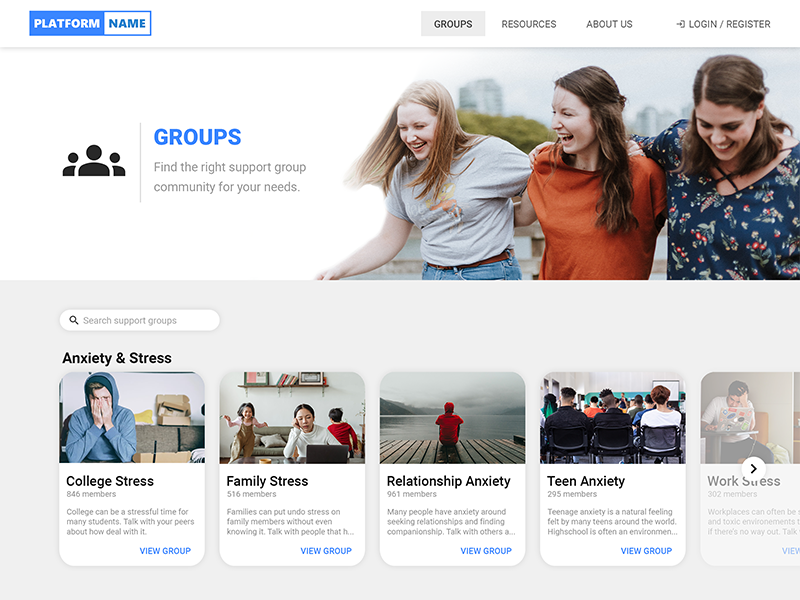 PLATFORM NAME
GROUPS RESOURCES ABOUT US LOGIN / REGISTER
GROUPS
Find the right support group
community for your needs.
Search support groups
Anxiety & Stress
College Stress
846 members
College can be a stressful time for
many students. Talk with your peers
about how deal with it.
VIEW GROUP
Family Stress
516 members
Families can put undo stress on
family members without even
knowing it. Talk with people that h...
VIEW GROUP
Relationship Anxiety
961 members
Many people have anxiety around
seeking relationships and finding
companionship. Talk with others a...
VIEW GROUP
Teen Anxiety
295 members
Teenage anxiety is a natural feeling
felt by many teens around the world.
Highschool is often an environmen...
VIEW GROUP
Work Stress
302 members
Workplaces can often be
and toxic environments
if there's no way out. Talk